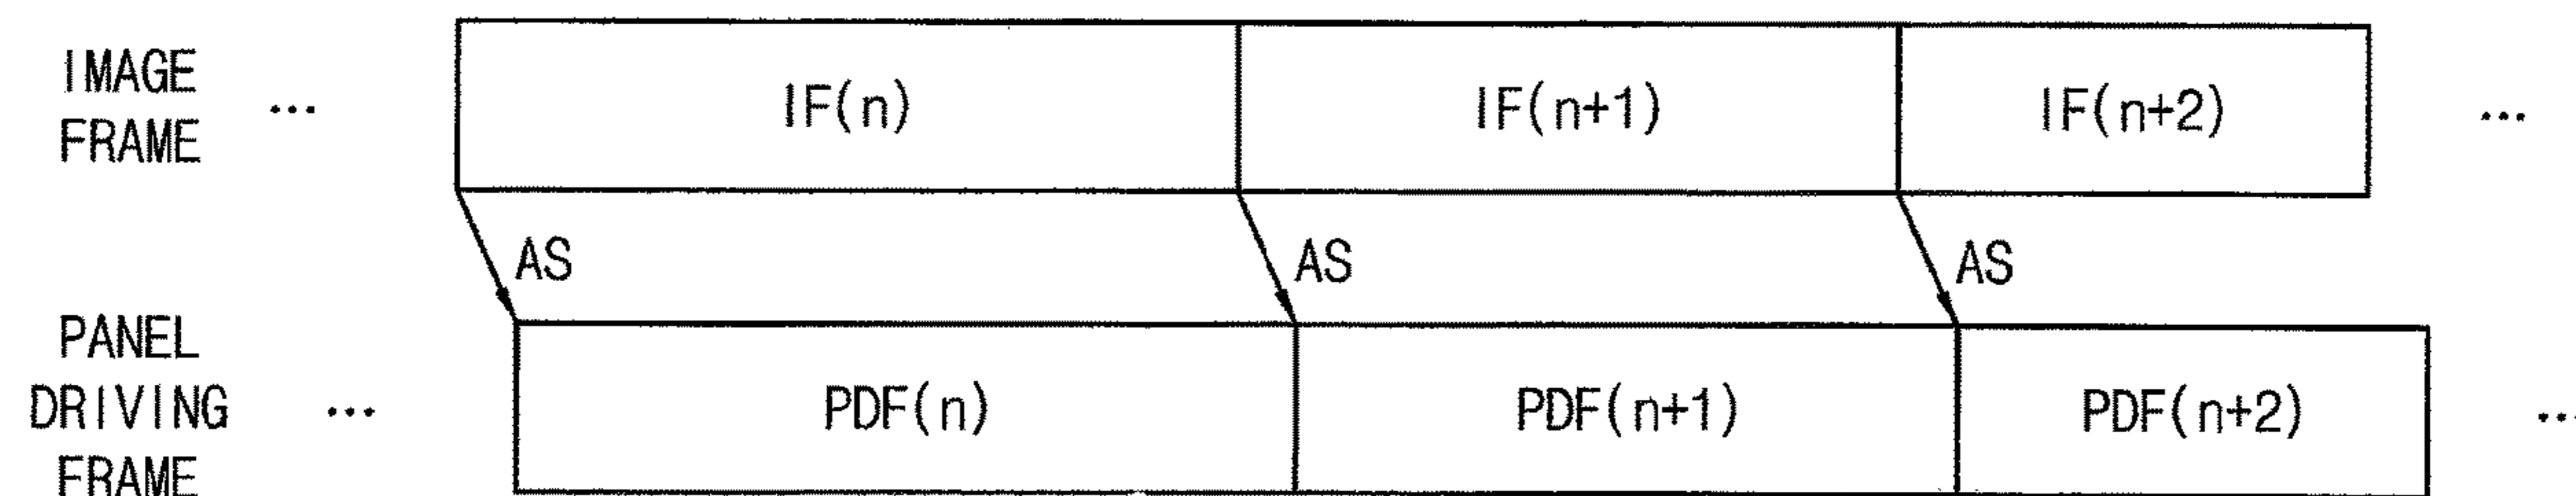 IMAGE
FRAME
... IF(n) IF(n+1) IF(n+2) ...
AS AS AS
PANEL
DRIVING
FRAME
... PDF(n) PDF(n+1) PDF(n+2) ...